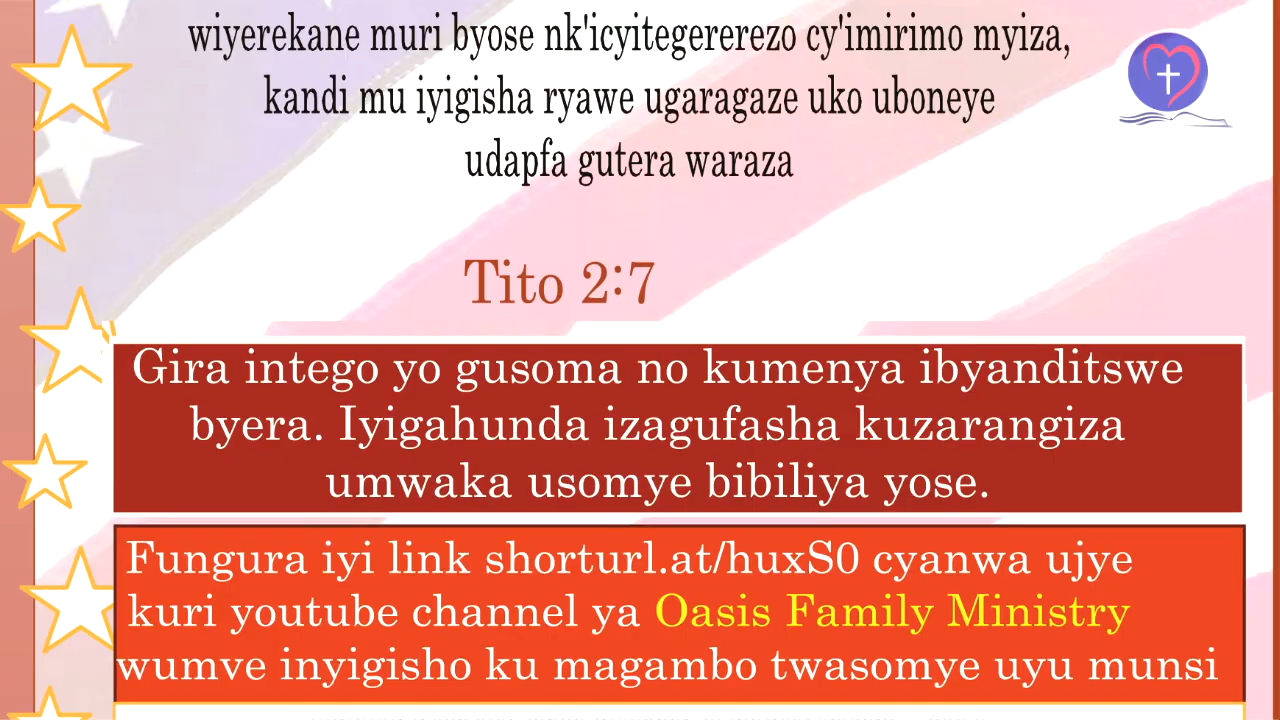 wiyerekane muri byose nk'icyitegererezo cy'imirimo myiza,
kandi mu iyigisha ryawe ugaragaze uko uboneye
udapfa gutera waraza
Tito 2:7
Gira intego yo gusoma no kumenya ibyanditswe
byera. Iyigahunda izagufasha kuzarangiza
umwaka usomye bibiliya yose.
Fungura iyi link shorturl.at/huxS0 cyanwa ujye
kuri youtube channel ya Oasis Family Ministry
wumve inyigisho ku magambo twasomye uyu munsi